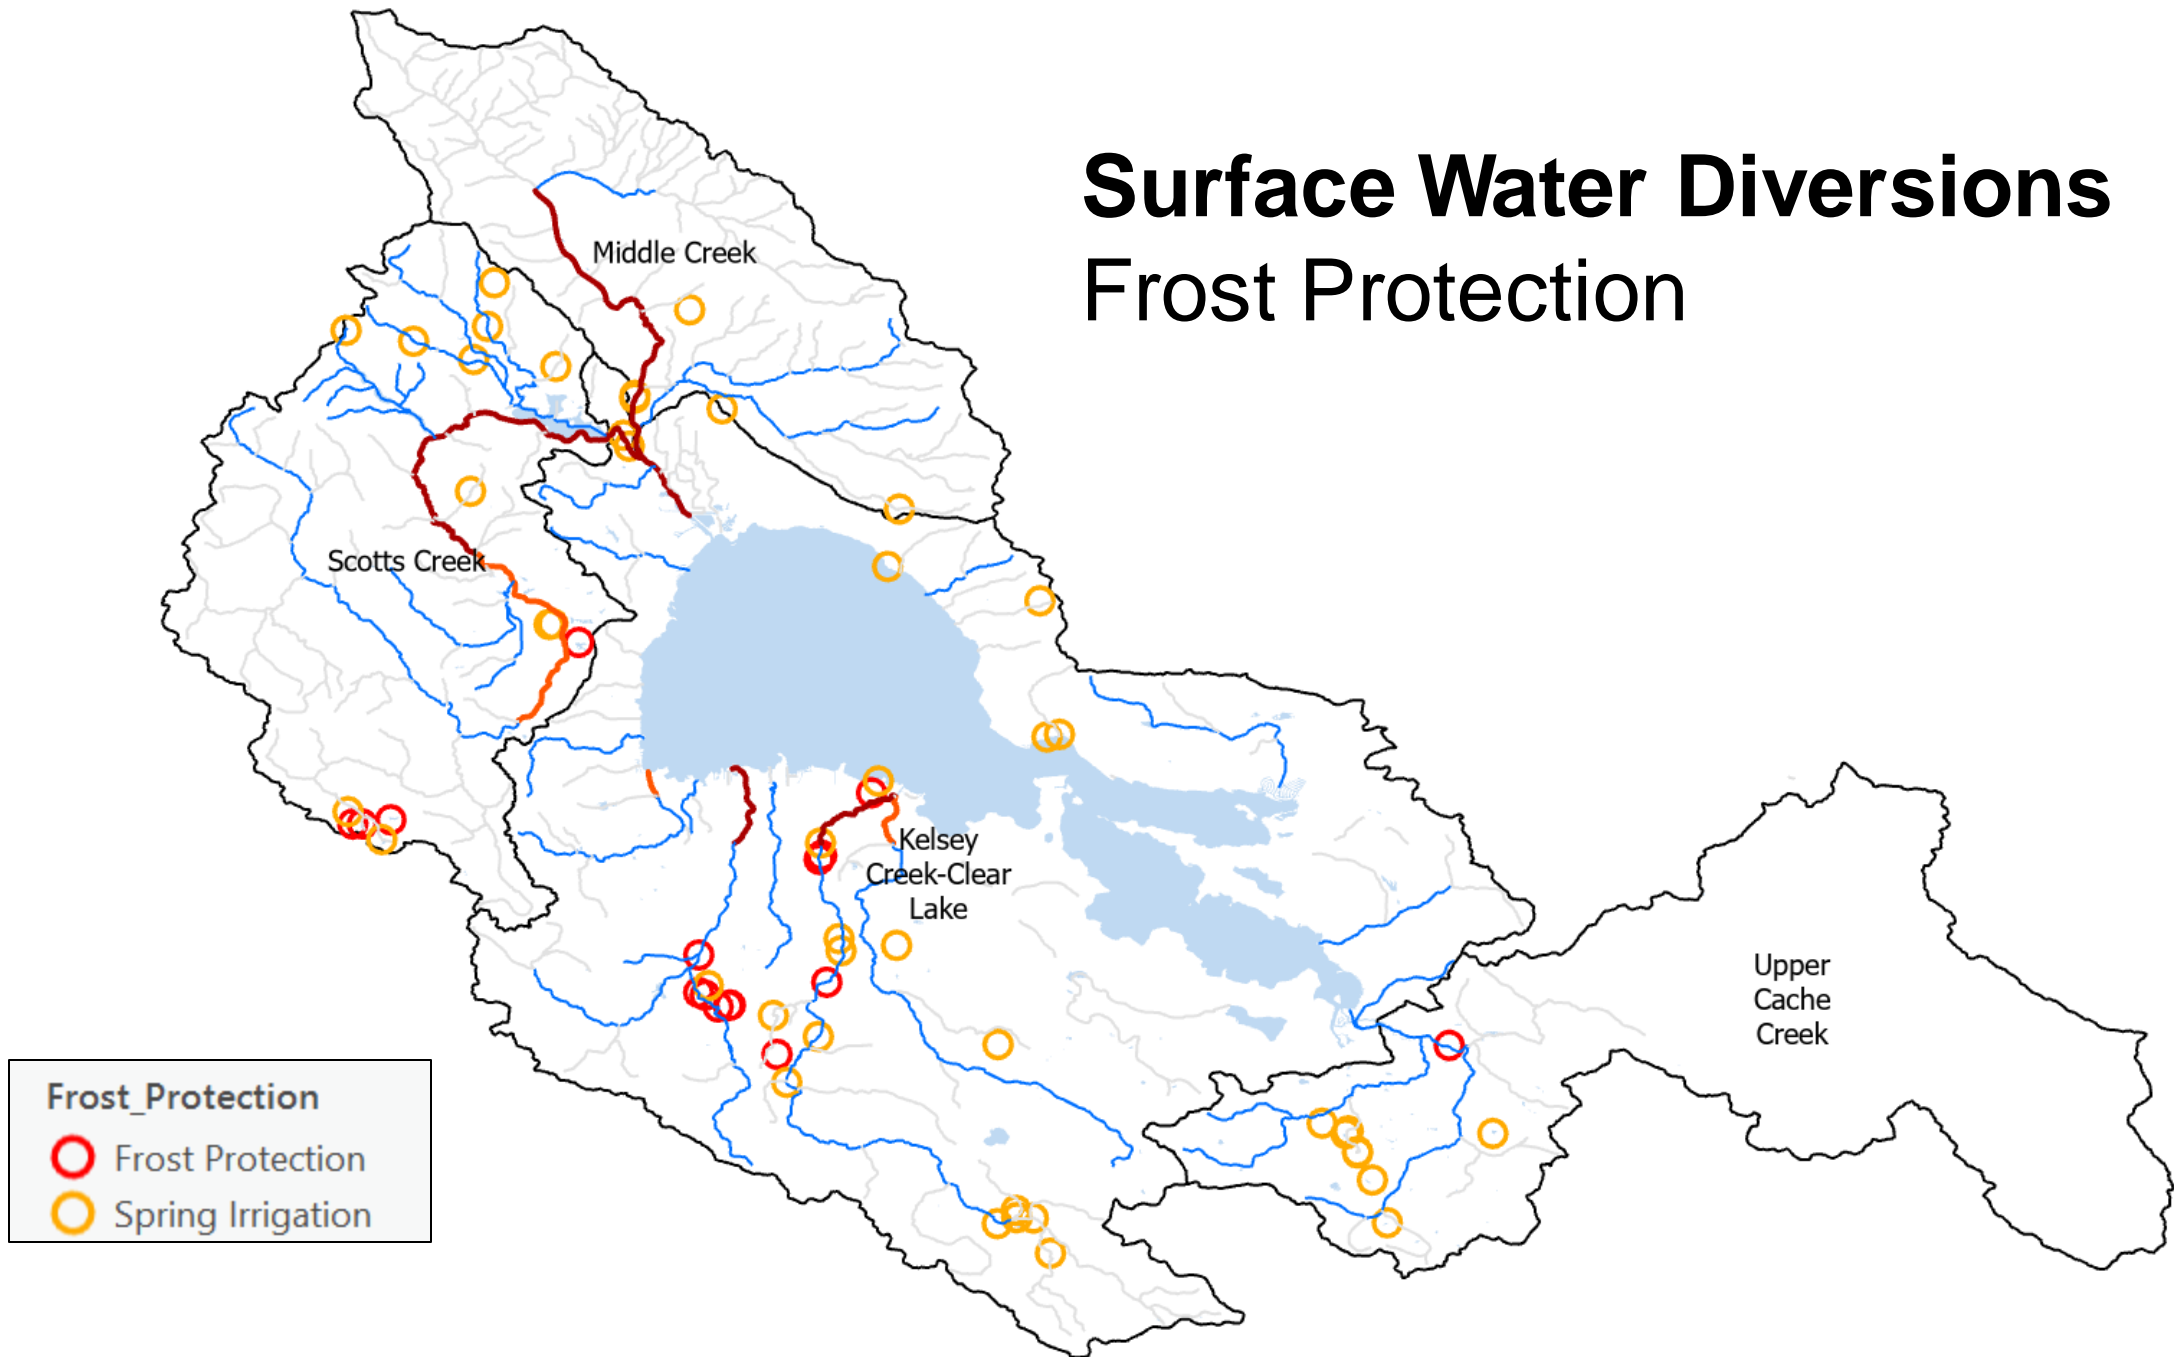 Surface Water Diversions
Frost Protection
Middle Creek
Scotts Creek
Kelsey
Creek-Clear
Lake
Upper
Cache
Creek
Frost_Protection
Frost Protection
Spring Irrigation